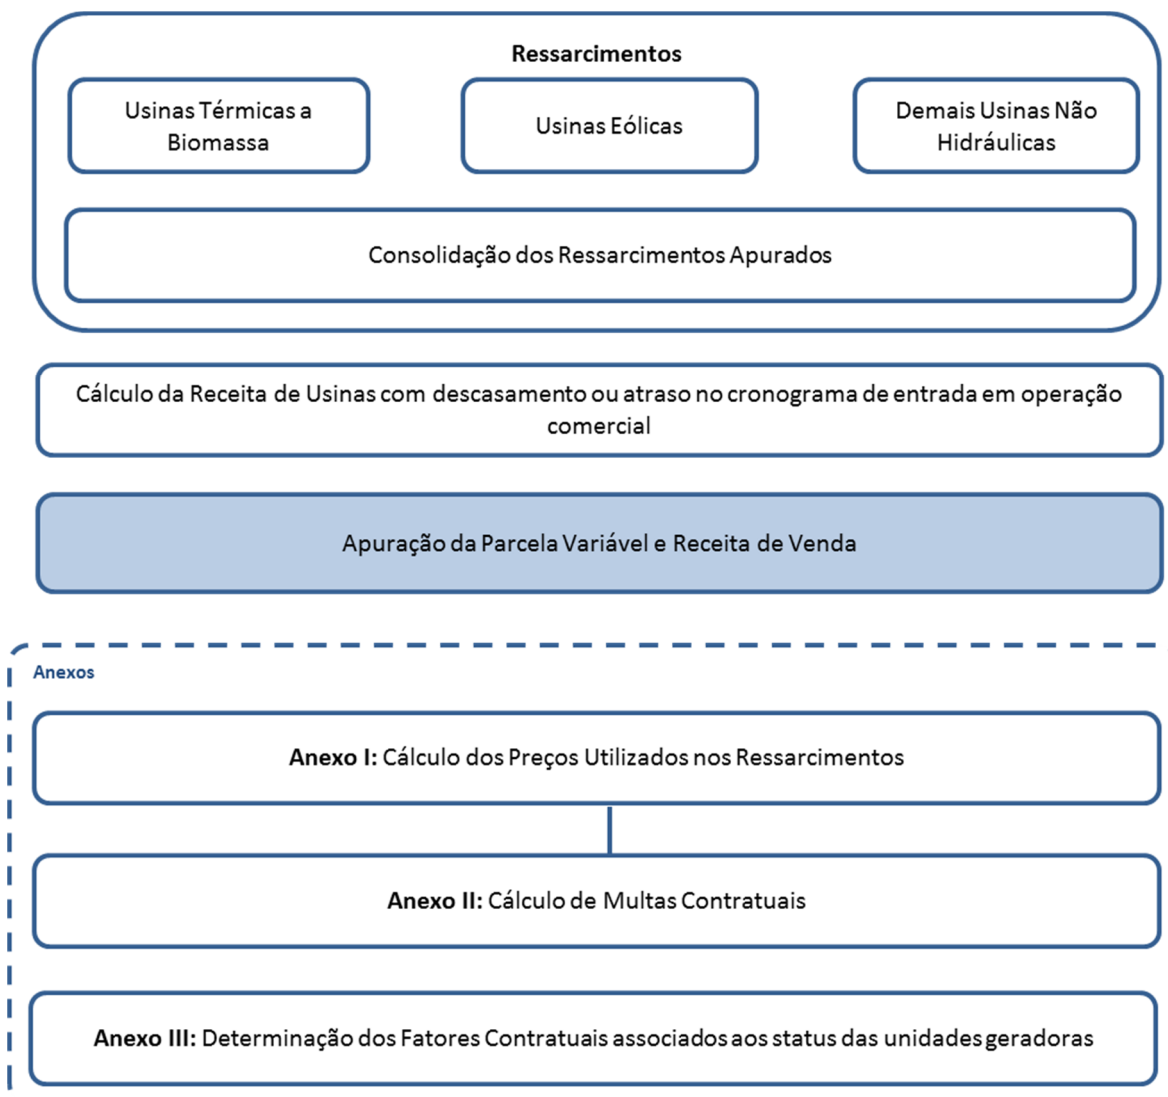 Ressarcimentos
Usinas Térmicas a
Biomassa
Usinas Eólicas
Demais Usinas Não
Hidráulicas
Consolidação dos Ressarcimentos Apurados
Cálculo da Receita de Usinas com descasamento ou atraso no cronograma de entrada em operação
comercial
Apuração da Parcela Variável e Receita de Venda
Anexos
Anexo I: Cálculo dos Preços Utilizados nos Ressarcimentos
Anexo II: Cálculo de Multas Contratuais
Anexo III: Determinação dos Fatores Contratuais associados aos status das unidades geradoras